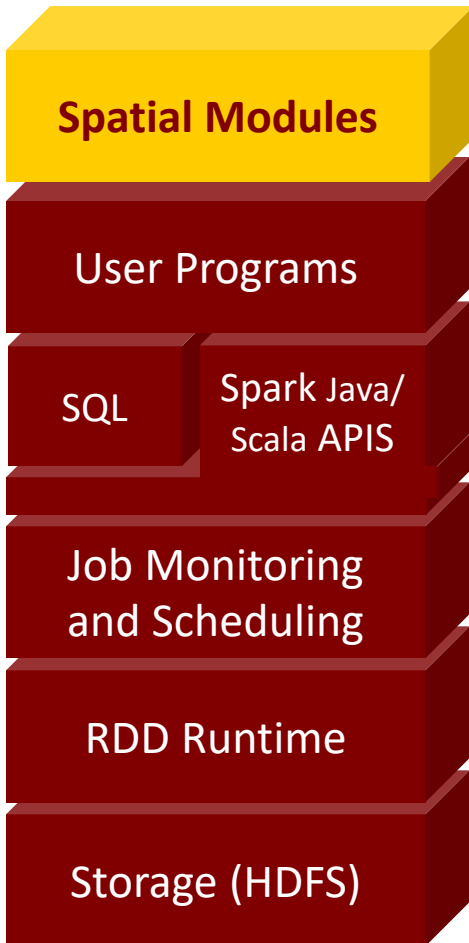 Spatial Modules
User Programs
SQL
Spark Java/
Scala APIS
Job Monitoring
and Scheduling
RDD Runtime
Storage (HDFS)